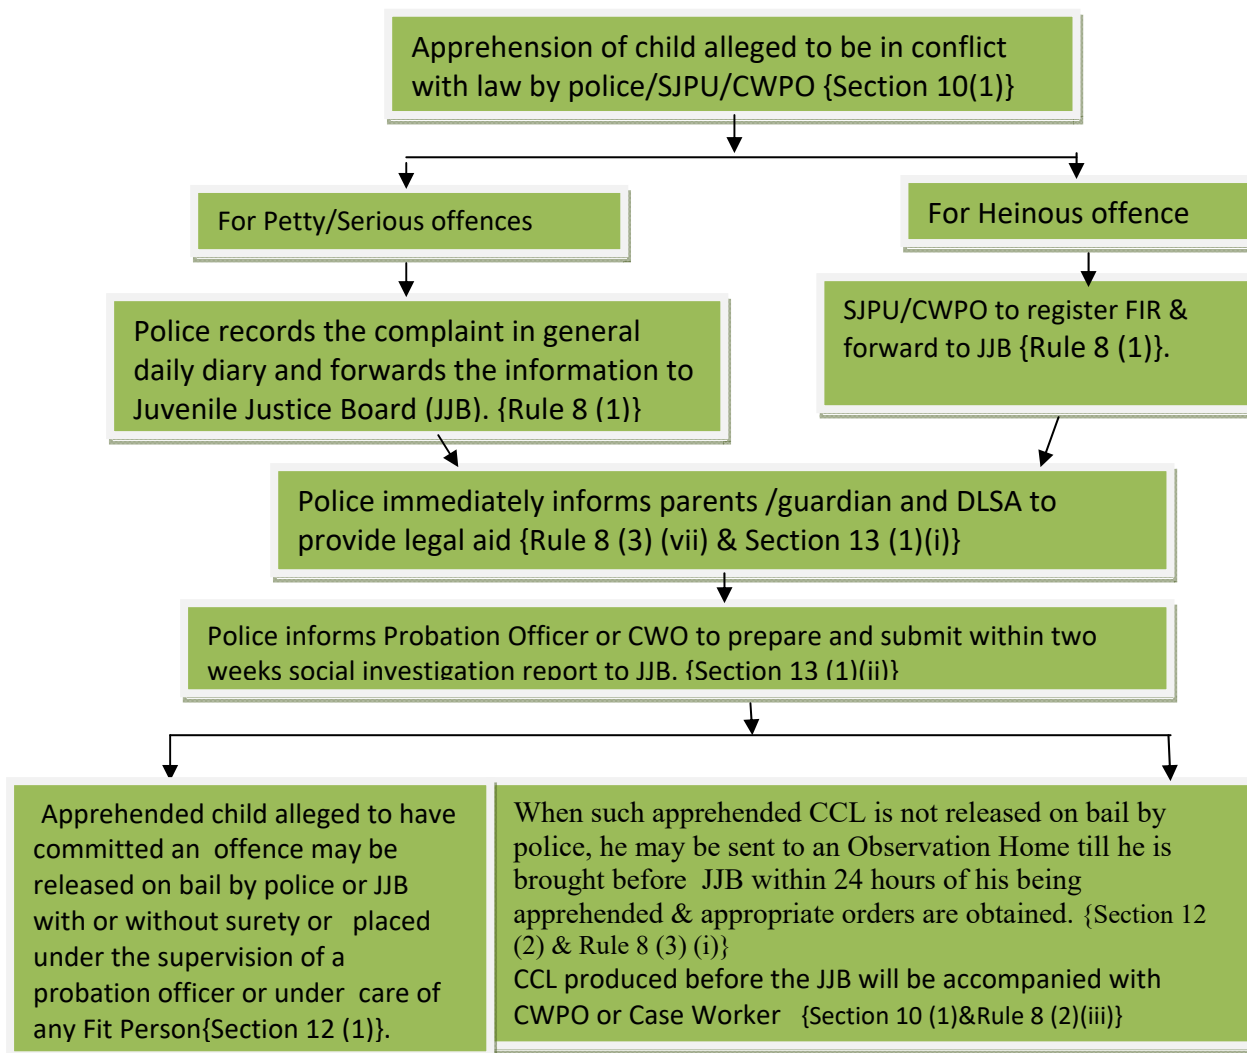 Apprehension of child alleged to be in conflict
with law by police/SJPU/CWPO {Section 10(1)}
For Petty/Serious offences
For Heinous offence
Police records the complaint in general
daily diary and forwards the information to
Juvenile Justice Board (JJB). {Rule 8 (1)}
SJPU/CWPO to register FIR &
forward to JJB {Rule 8 (1)}.
Police immediately informs parents /guardian and DLSA to
provide legal aid {Rule 8 (3) (vii) & Section 13 (1)(i)}
Police informs Probation Officer or CWO to prepare and submit within two
weeks social investigation report to JJB. {Section 13 (1)(ii)}
Apprehended child alleged to have
committed an offence may be
released on bail by police or JJB
with or without surety or placed
under the supervision of a
probation officer or under care of
any Fit Person{Section 12 (1)}.
When such apprehended CCL is not released on bail by
police, he may be sent to an Observation Home till he is
brought before JJB within 24 hours of his being
apprehended & appropriate orders are obtained. {Section 12
(2) & Rule 8 (3) (i)}
CCL produced before the JJB will be accompanied with
CWPO or Case Worker {Section 10 (1)&Rule 8 (2)(iii)}